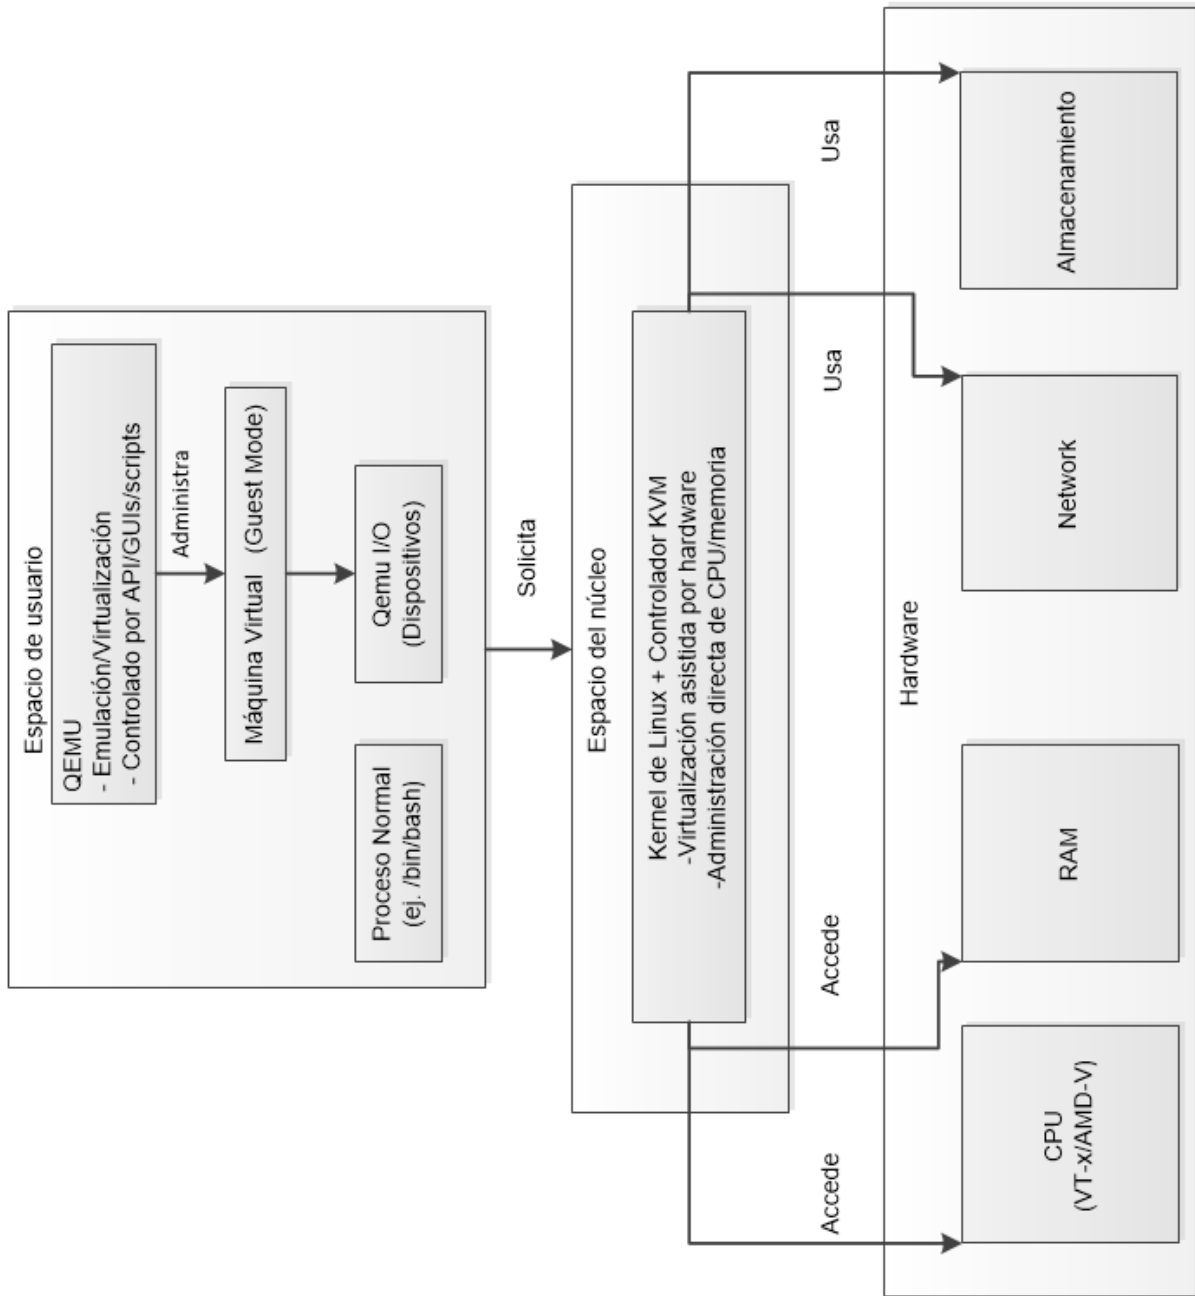 Espacio de usuario
QEMU
- Emulación/Virtualización
- Controlado por API/GUIs/scripts
Administra
Máquina Virtual (Guest Mode)
Proceso Normal
(ej. /bin/bash)
Qemu I/O
(Dispositivos)
Solicita
Espacio del núcleo
Kernel de Linux + Controlador KVM
-Virtualización asistida por hardware
-Administración directa de CPU/memoria
Accede
Accede
Usa
Usa
Hardware
CPU
(VT-x/AMD-V)
RAM
Network
Almacenamiento